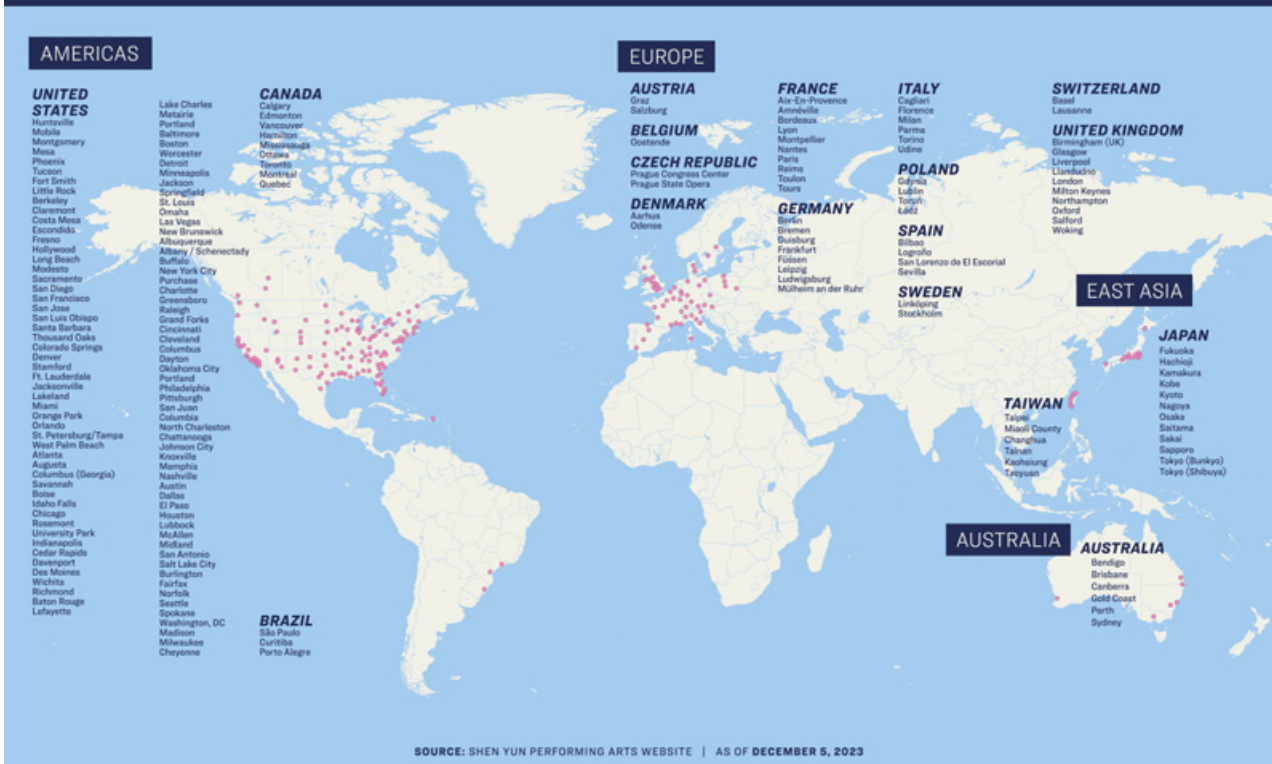 AMERICAS
UNITED
STATES
Huntsville
Mobile
Montgomery
Mesa
Phoenix
Tucson
Fort Smith
Little Rock
Berkeley
Claremont
Costa Mesa
Escondido
Fresno
Hollywood
Long Beach
Modesto
Sacramento
San Diego
San Francisco
San Jose
San Luis Obispo
Santa Barbara
Thousand Oaks
Colorado Springs
Denver
Stamford
Ft. Lauderdale
Jacksonville
Lakeland
Miami
Orange Park
Orlando
St. Petersburg/Tampa
West Palm Beach
Atlanta
Augusta
Columbus (Georgia)
Savannah
Boise
Idaho Falls
Chicago
Rosemont
University Park
Indianapolis
Cedar Rapids
Davenport
Des Moines
Wichita
Richmond
Baton Rouge
Lafayette
Lake Charles
Metairie
Portland
Baltimore
Boston
Worcester
Detroit
Minneapolis
Jackson
Springfield
St. Louis
Omaha
Las Vegas
New Brunswick
Albuquerque
Albany / Schenectady
Buffalo
New York City
Purchase
Charlotte
Greensboro
Raleigh
Grand Forks
Cincinnati
Cleveland
Columbus
Dayton
Oklahoma City
Portland
Philadelphia
Pittsburgh
San Juan
Columbia
North Charleston
Chattanooga
Johnson City
Knoxville
Memphis
Nashville
Austin
Dallas
El Paso
Houston
Lubbock
McAllen
Midland
San Antonio
Salt Lake City
Burlington
Fairfax
Norfolk
Seattle
Spokane
Washington, DC
Madison
Milwaukee
Cheyenne
CANADA
Calgary
Edmonton
Vancouver
Hamilton
Mississauga
Ottawa
Toronto
Montreal
Quebec
BRAZIL
São Paulo
Curitiba
Porto Alegre
EUROPE
AUSTRIA
Graz
Salzburg
BELGIUM
Oostende
CZECH REPUBLIC
Prague Congress Center
Prague State Opera
DENMARK
Aarhus
Odense
FRANCE
Aix-En-Provence
Amnéville
Bordeaux
Lyon
Montpellier
Nantes
Paris
Reims
Toulon
Tours
GERMANY
Berlin
Bremen
Duisburg
Frankfurt
Füssen
Leipzig
Ludwigsburg
Mülheim an der Ruhr
ITALY
Cagliari
Florence
Milan
Parma
Torino
Udine
POLAND
Gdynia
Lublin
Toruń
Łódź
SPAIN
Bilbao
Logroño
San Lorenzo de El Escorial
Sevilla
SWEDEN
Linköping
Stockholm
SWITZERLAND
Basel
Lausanne
UNITED KINGDOM
Birmingham (UK)
Glasgow
Liverpool
Llandudno
London
Milton Keynes
Northampton
Oxford
Salford
Woking
EAST ASIA
JAPAN
Fukuoka
Hachioji
Kamakura
Kobe
Kyoto
Nagoya
Osaka
Saitama
Sakai
Sapporo
Tokyo (Bunkyo)
Tokyo (Shibuya)
TAIWAN
Taipei
Miaoli County
Changhua
Tainan
Kaohsiung
Taoyuan
AUSTRALIA
AUSTRALIA
Bendigo
Brisbane
Canberra
Gold Coast
Perth
Sydney
SOURCE: SHEN YUN PERFORMING ARTS WEBSITE | AS OF DECEMBER 5, 2023